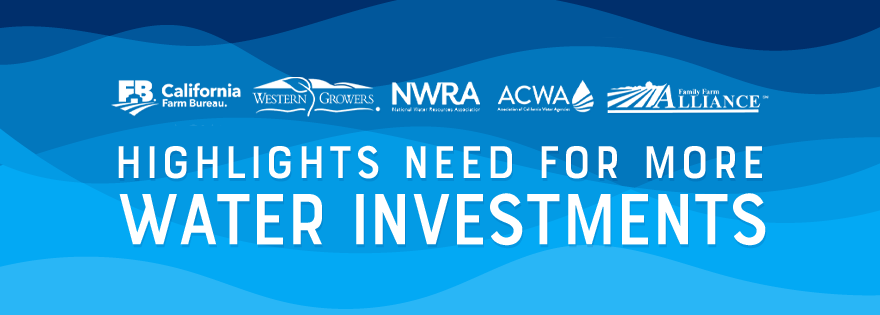 FB California Farm Bureau.
WESTERN GROWERS
NWRA
National Water Resources Association
ACWA
Association of California Water Agencies
Family Farm
ALLIANCE
HIGHLIGHTS NEED FOR MORE
WATER INVESTMENTS